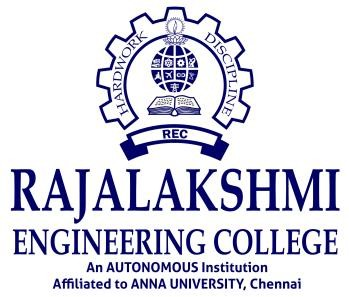 HARDWORK
DISCIPLINE
REC
RAJALAKSHMI
ENGINEERING COLLEGE
An AUTONOMOUS Institution
Affiliated to ANNA UNIVERSITY, Chennai